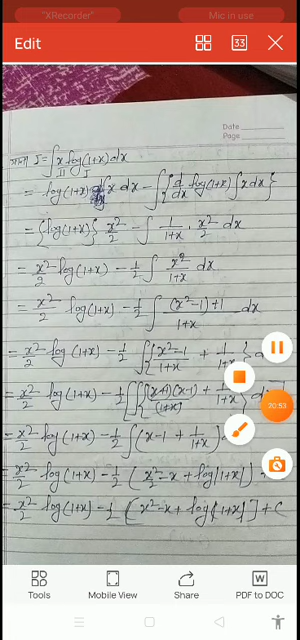 "XRecorder"
Mic in use
Edit
33
Date
Page
माना I = ∫ x log(1+x) dx
II I
= log(1+x) ∫ x dx − ∫ { d/dx log(1+x) ∫ x dx }
= {log(1+x)} x²/2 − ∫ 1/(1+x) · x²/2 dx
= x²/2 log(1+x) − 1/2 ∫ x²/(1+x) dx
= x²/2 log(1+x) − 1/2 ∫ (x²−1)+1/(1+x) dx
= x²/2 log(1+x) − 1/2 ∫ { x²−1/(1+x) + 1/(1+x) } d
= x²/2 log(1+x) − 1/2 ∫ { (x+1)(x−1)/(1+x) + 1/(1+x) } d
= x²/2 log(1+x) − 1/2 ∫ (x−1 + 1/(1+x))
= x²/2 log(1+x) − 1/2 (x²/2 − x + log|1+x|) +
= x²/2 log(1+x) − 1/2 [x² − x + log|1+x|] + C
20:53
Tools
Mobile View
Share
W
PDF to DOC